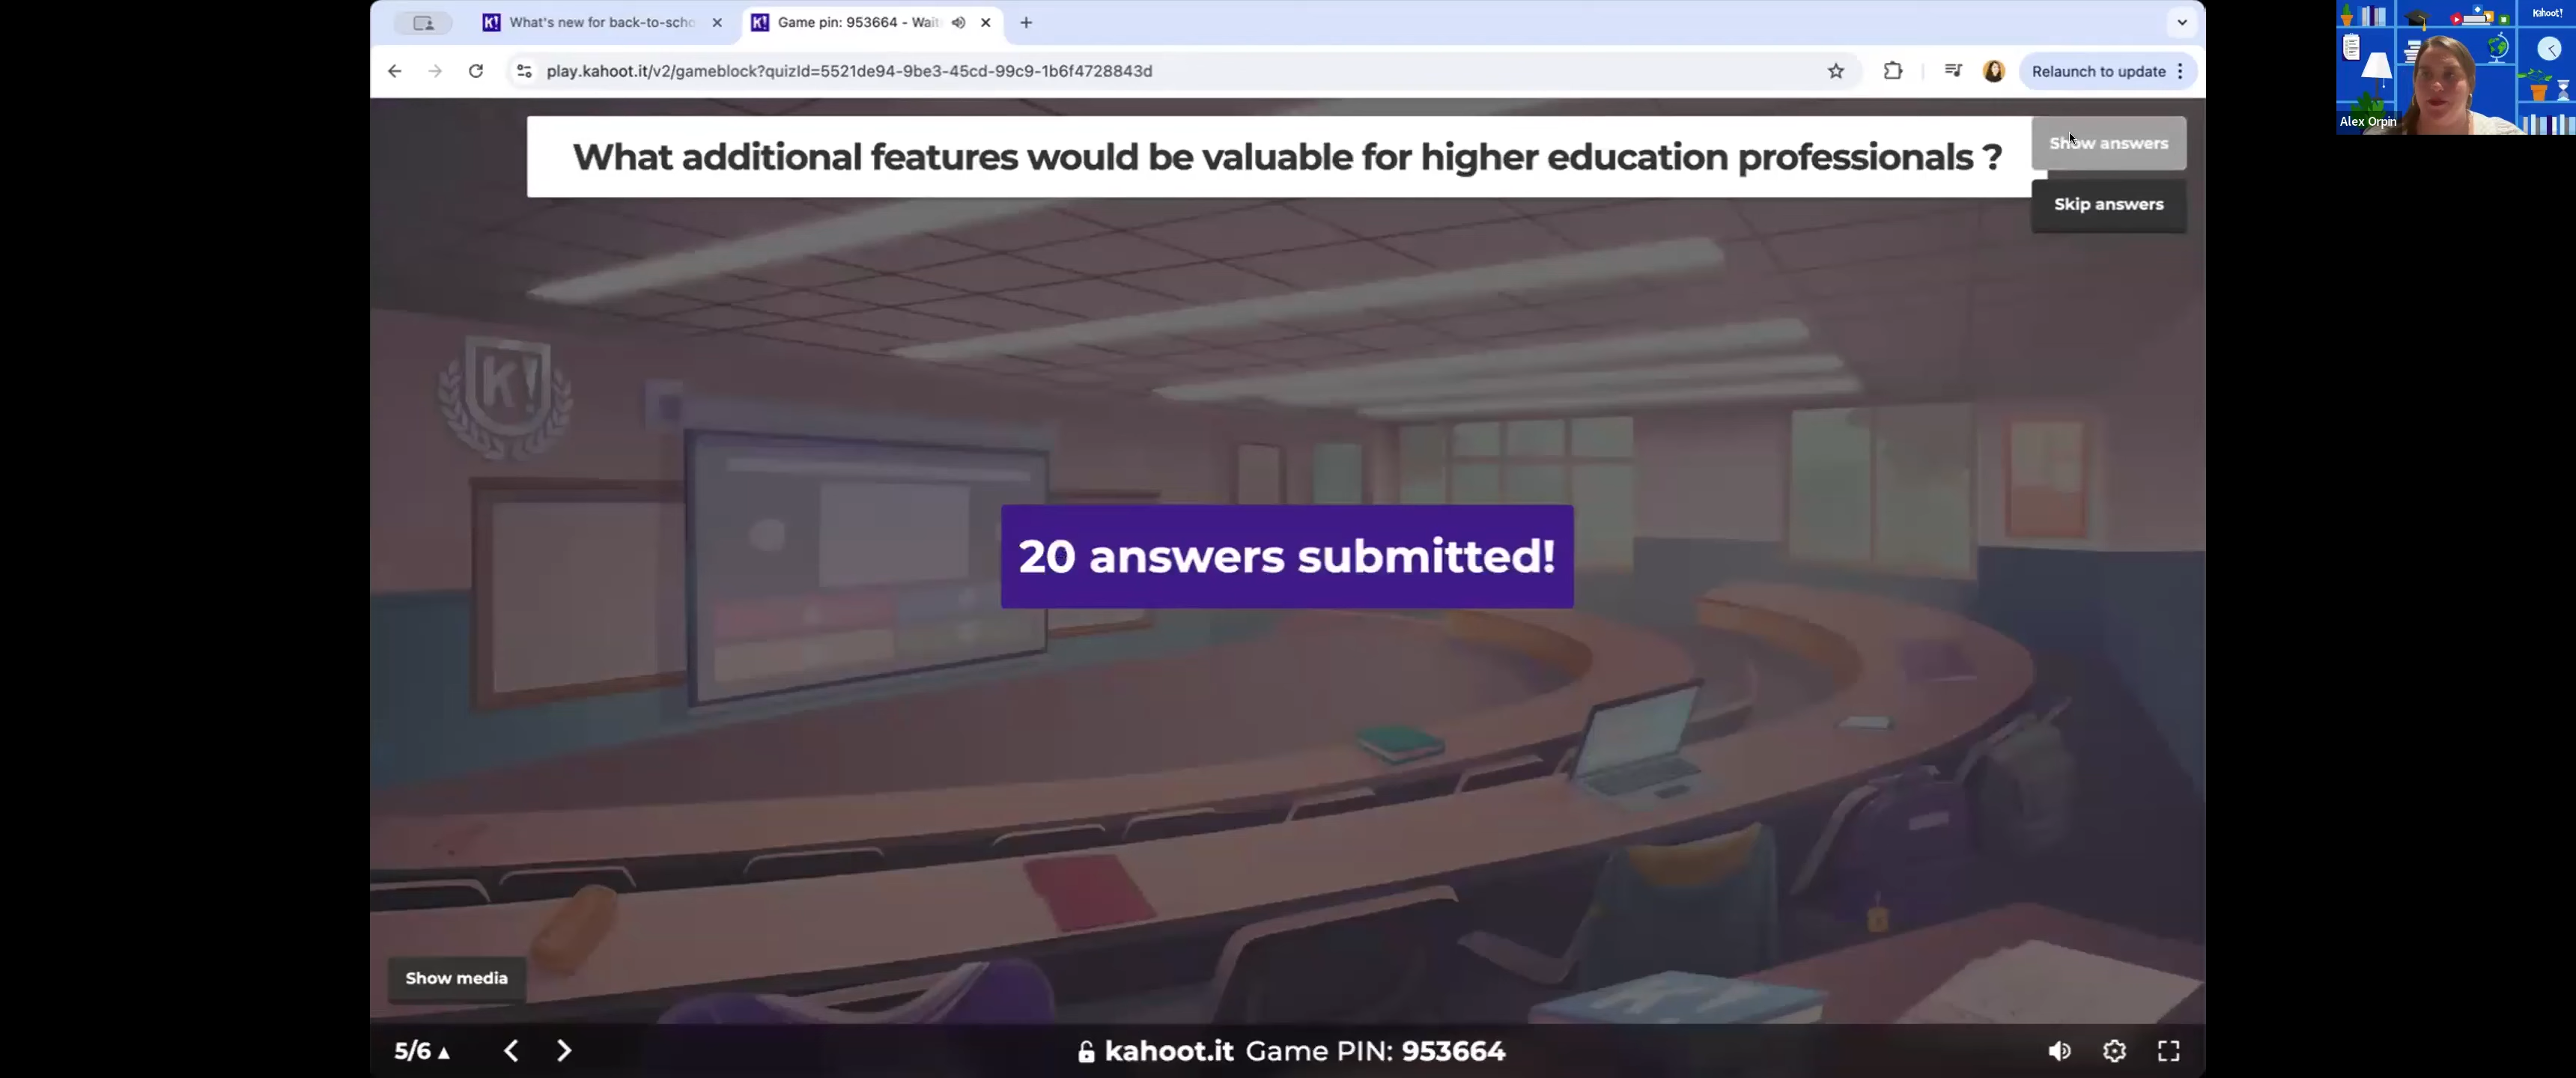 What's new for back-to-scho
Game pin: 953664 - Wait
play.kahoot.it/v2/gameblock?quizId=5521de94-9be3-45cd-99c9-1b6f4728843d
Relaunch to update
Kahoot!
Alex Orpin
What additional features would be valuable for higher education professionals ?
Show answers
Skip answers
K!
20 answers submitted!
Show media
5/6
kahoot.it Game PIN: 953664